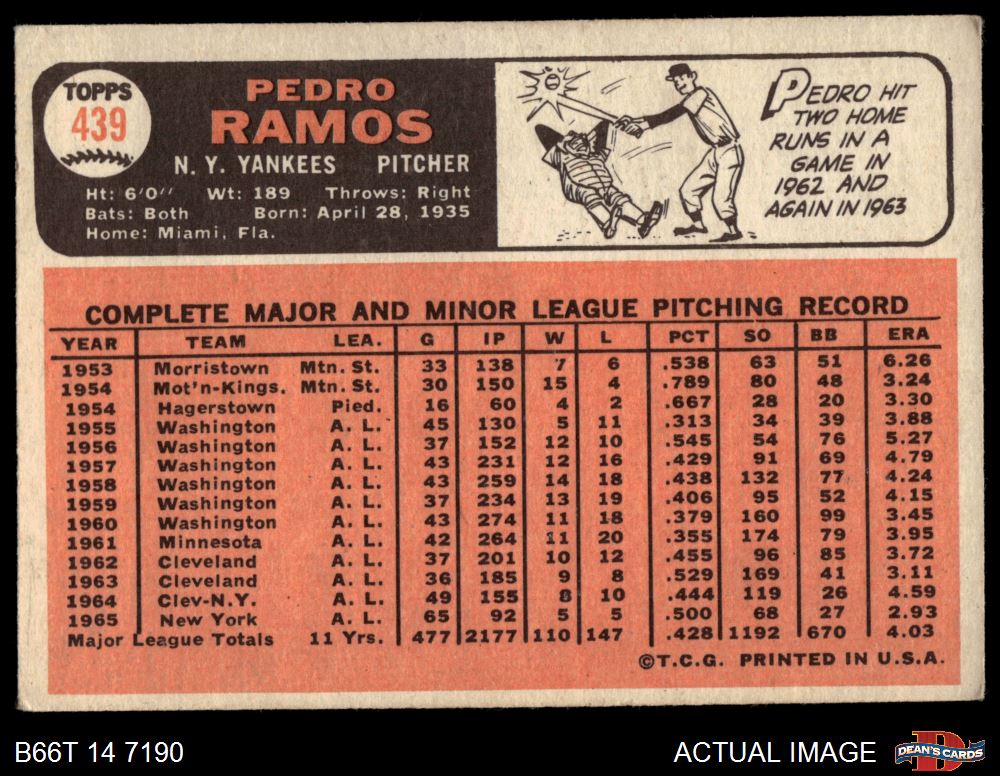 TOPPS
439
PEDRO
RAMOS
N. Y. YANKEES PITCHER
Ht: 6'0" Wt: 189 Throws: Right
Bats: Both Born: April 28, 1935
Home: Miami, Fla.
PEDRO HIT
TWO HOME
RUNS IN A
GAME IN
1962 AND
AGAIN IN 1963
COMPLETE MAJOR AND MINOR LEAGUE PITCHING RECORD
YEAR TEAM LEA. G IP W L PCT SO BB ERA
1953 Morristown Mtn. St. 33 138 7 6 .538 63 51 6.26
1954 Mot'n-Kings. Mtn. St. 30 150 15 4 .789 80 48 3.24
1954 Hagerstown Pied. 16 60 4 2 .667 28 20 3.30
1955 Washington A. L. 45 130 5 11 .313 34 39 3.88
1956 Washington A. L. 37 152 12 10 .545 54 76 5.27
1957 Washington A. L. 43 231 12 16 .429 91 69 4.79
1958 Washington A. L. 43 259 14 18 .438 132 77 4.24
1959 Washington A. L. 37 234 13 19 .406 95 52 4.15
1960 Washington A. L. 43 274 11 18 .379 160 99 3.45
1961 Minnesota A. L. 42 264 11 20 .355 174 79 3.95
1962 Cleveland A. L. 37 201 10 12 .455 96 85 3.72
1963 Cleveland A. L. 36 185 9 8 .529 169 41 3.11
1964 Clev-N.Y. A. L. 49 155 8 10 .444 119 26 4.59
1965 New York A. L. 65 92 5 5 .500 68 27 2.93
Major League Totals 11 Yrs. 477 2177 110 147 .428 1192 670 4.03
©T.C.G. PRINTED IN U.S.A.
B66T 14 7190
ACTUAL IMAGE
DEAN'S CARDS